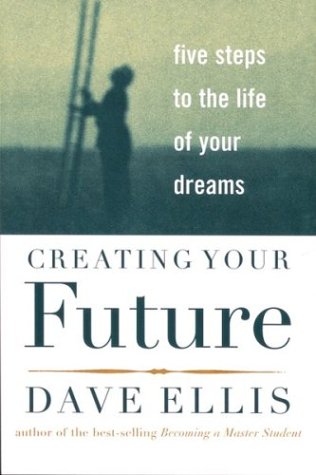 five steps
to the life
of your
dreams
CREATING YOUR
Future
DAVE ELLIS
author of the best-selling Becoming a Master Student